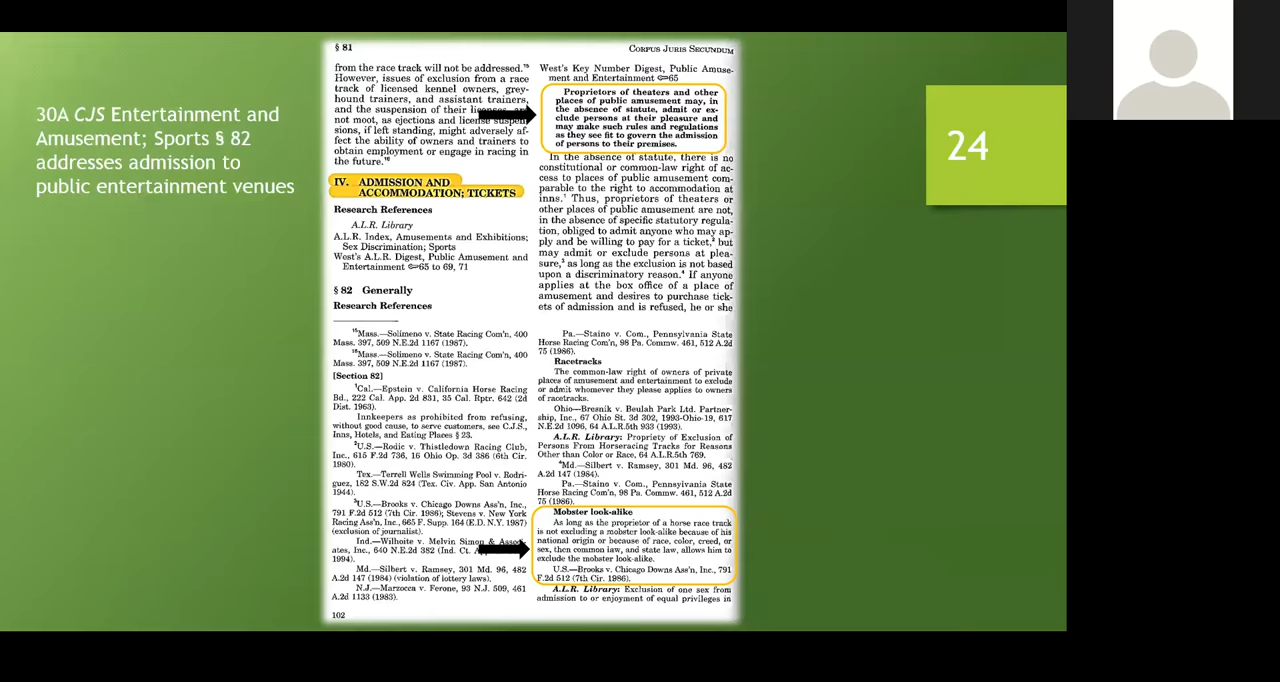 30A CJS Entertainment and
Amusement; Sports § 82
addresses admission to
public entertainment venues
24
§ 81
CORPUS JURIS SECUNDUM
from the race track will not be addressed.15
However, issues of exclusion from a race
track of licensed kennel owners, grey-
hound trainers, and assistant trainers,
and the suspension of their
not moot, as ejections and license
sions, if left standing, might adversely af-
fect the ability of owners and trainers to
obtain employment or engage in racing in
the future.16
IV. ADMISSION AND
ACCOMMODATION; TICKETS
Research References
A.L.R. Library
A.L.R. Index, Amusements and Exhibitions;
Sex Discrimination; Sports
West's A.L.R. Digest, Public Amusement and
Entertainment ⚷65 to 69, 71
§ 82 Generally
Research References
West's Key Number Digest, Public Amuse-
ment and Entertainment ⚷65
Proprietors of theaters and other
places of public amusement may, in
the absence of statute, admit or ex-
clude persons at their pleasure and
may make such rules and regulations
as they see fit to govern the admission
of persons to their premises.
In the absence of statute, there is no
constitutional or common-law right of ac-
cess to places of public amusement com-
parable to the right to accommodation at
inns.1 Thus, proprietors of theaters or
other places of public amusement are not,
in the absence of specific statutory regula-
tion, obliged to admit anyone who may ap-
ply and be willing to pay for a ticket,2 but
may admit or exclude persons at plea-
sure,3 as long as the exclusion is not based
upon a discriminatory reason.4 If anyone
applies at the box office of a place of
amusement and desires to purchase tick-
ets of admission and is refused, he or she
15Mass.—Solimeno v. State Racing Com'n, 400
Mass. 397, 509 N.E.2d 1167 (1987).
16Mass.—Solimeno v. State Racing Com'n, 400
Mass. 397, 509 N.E.2d 1167 (1987).
[Section 82]
1Cal.—Epstein v. California Horse Racing
Bd., 222 Cal. App. 2d 831, 35 Cal. Rptr. 642 (2d
Dist. 1963).
Innkeepers as prohibited from refusing,
without good cause, to serve customers, see C.J.S.,
Inns, Hotels, and Eating Places § 23.
2U.S.—Rodic v. Thistledown Racing Club,
Inc., 615 F.2d 736, 16 Ohio Op. 3d 386 (6th Cir.
1980).
Tex.—Terrell Wells Swimming Pool v. Rodri-
guez, 182 S.W.2d 824 (Tex. Civ. App. San Antonio
1944).
3U.S.—Brooks v. Chicago Downs Ass'n, Inc.,
791 F.2d 512 (7th Cir. 1986); Stevens v. New York
Racing Ass'n, Inc., 665 F. Supp. 164 (E.D. N.Y. 1987)
(exclusion of journalist).
Ind.—Wilhoite v. Melvin Simon &
ates, Inc., 640 N.E.2d 382 (Ind. Ct.
1994).
Md.—Silbert v. Ramsey, 301 Md. 96, 482
A.2d 147 (1984) (violation of lottery laws).
N.J.—Marzocca v. Ferone, 93 N.J. 509, 461
A.2d 1133 (1983).
Pa.—Staino v. Com., Pennsylvania State
Horse Racing Com'n, 98 Pa. Commw. 461, 512 A.2d
75 (1986).
Racetracks
The common-law right of owners of private
places of amusement and entertainment to exclude
or admit whomever they please applies to owners
of racetracks.
Ohio—Bresnik v. Beulah Park Ltd. Partner-
ship, Inc., 67 Ohio St. 3d 302, 1993-Ohio-19, 617
N.E.2d 1096, 64 A.L.R.5th 933 (1993).
A.L.R. Library: Propriety of Exclusion of
Persons From Horseracing Tracks for Reasons
Other than Color or Race, 64 A.L.R.5th 769.
4Md.—Silbert v. Ramsey, 301 Md. 96, 482
A.2d 147 (1984).
Pa.—Staino v. Com., Pennsylvania State
Horse Racing Com'n, 98 Pa. Commw. 461, 512 A.2d
75 (1986).
Mobster look-alike
As long as the proprietor of a horse race track
is not excluding a mobster look-alike because of his
national origin or because of race, color, creed, or
sex, then common law, and state law, allows him to
exclude the mobster look-alike.
U.S.—Brooks v. Chicago Downs Ass'n, Inc., 791
F.2d 512 (7th Cir. 1986).
A.L.R. Library: Exclusion of one sex from
admission to or enjoyment of equal privileges in
102